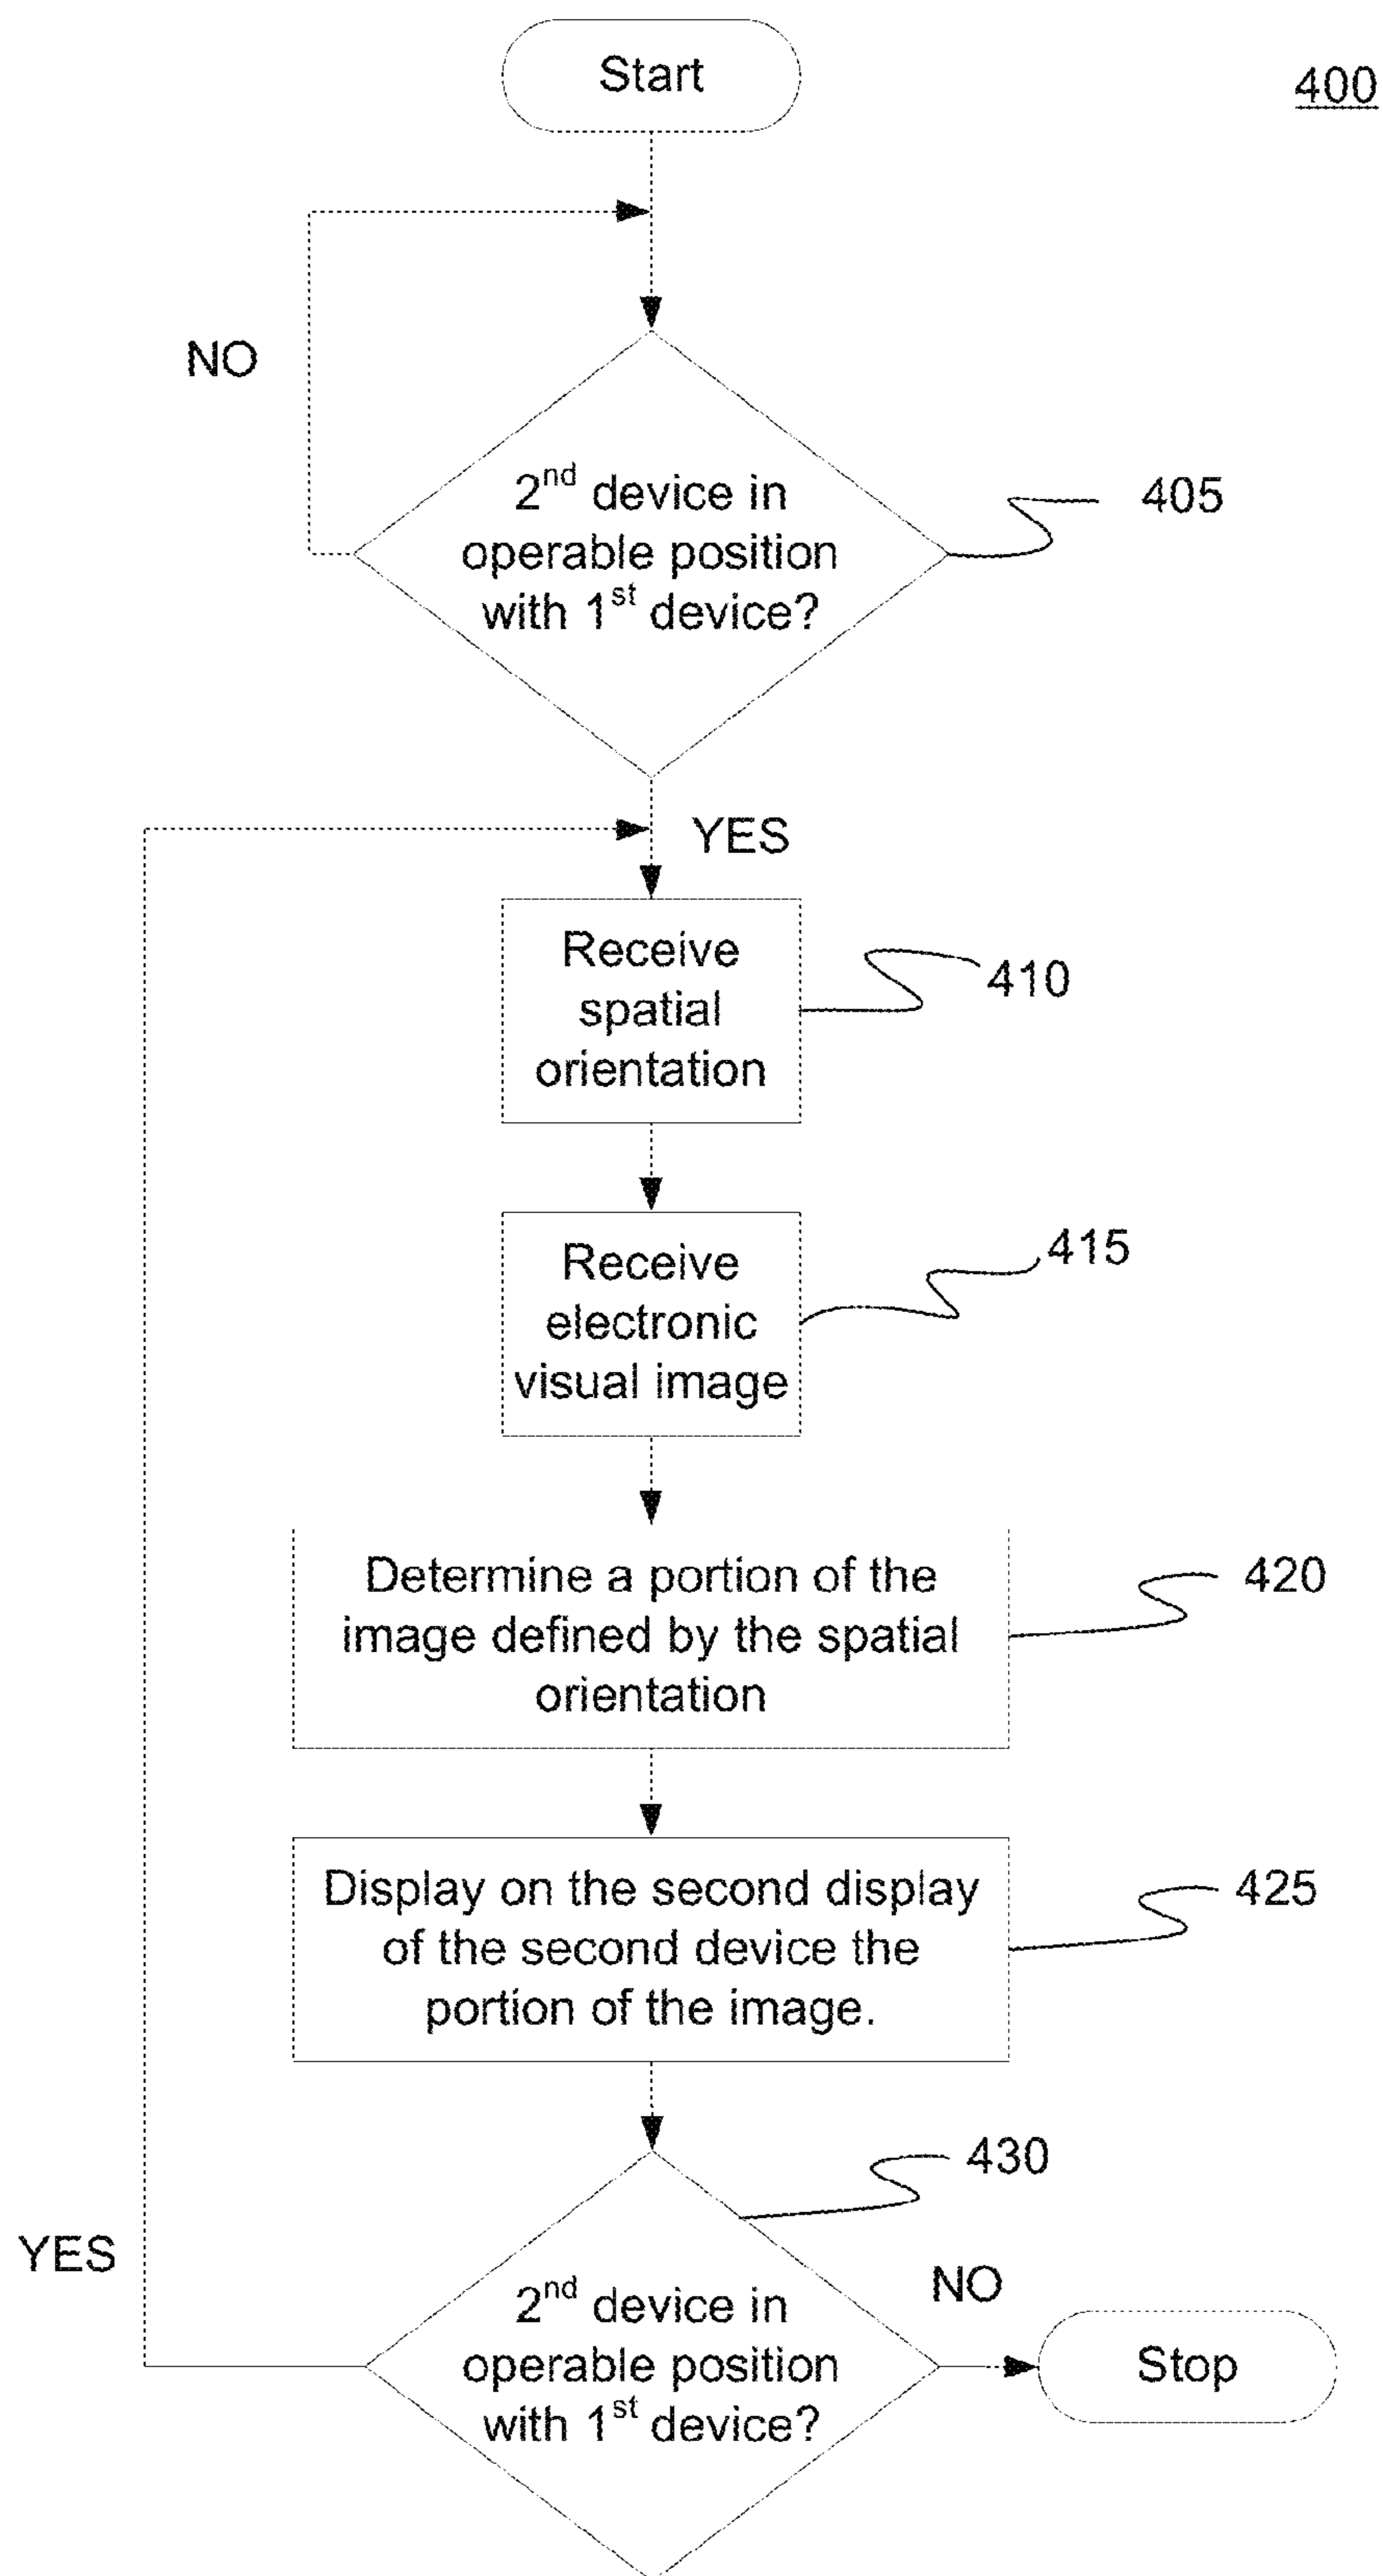 Start
400
NO
2nd device in
operable position
with 1st device?
405
YES
Receive
spatial
orientation
410
Receive
electronic
visual image
415
Determine a portion of the
image defined by the spatial
orientation
420
Display on the second display
of the second device the
portion of the image.
425
430
YES
2nd device in
operable position
with 1st device?
NO
Stop